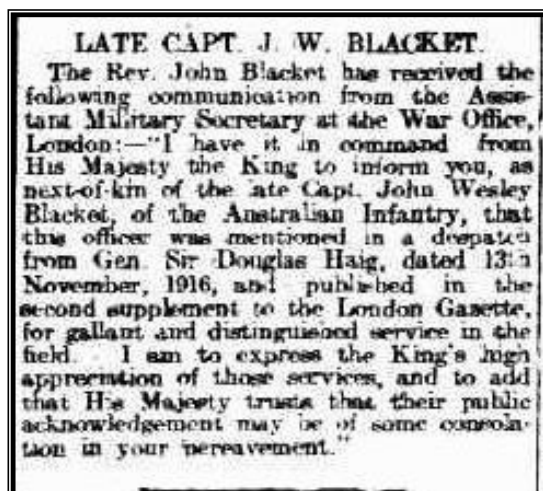 LATE CAPT. J. W. BLACKET.
The Rev. John Blacket has received the
following communication from the Assis-
tant Military Secretary at the War Office,
London:—"I have it in command from
His Majesty the King to inform you, as
next-of-kin of the late Capt. John Wesley
Blacket, of the Australian Infantry, that
this officer was mentioned in a despatch
from Gen. Sir Douglas Haig, dated 13th
November, 1916, and published in the
second supplement to the London Gazette,
for gallant and distinguished service in the
field. I am to express the King's high
appreciation of those services, and to add
that His Majesty trusts that their public
acknowledgement may be of some consola-
tion in your bereavement."